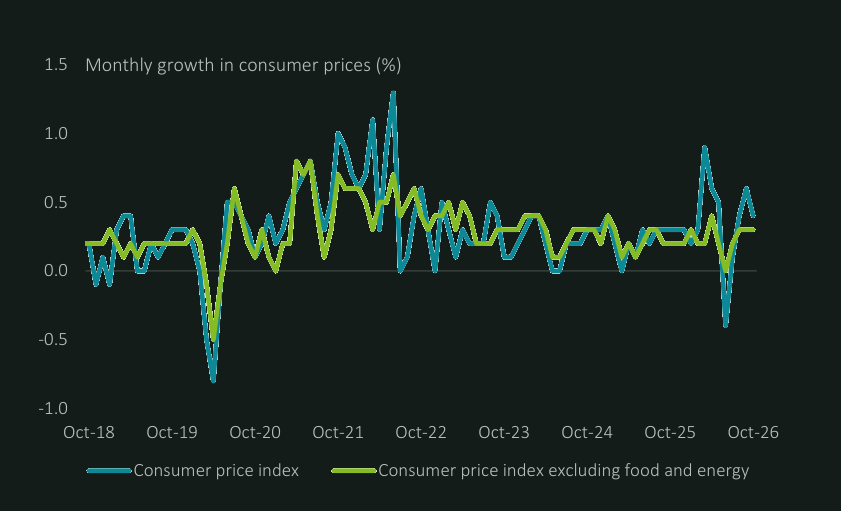 Monthly growth in consumer prices (%)
1.5
1.0
0.5
0.0
-0.5
-1.0
Oct-18 Oct-19 Oct-20 Oct-21 Oct-22 Oct-23 Oct-24 Oct-25 Oct-26
Consumer price index Consumer price index excluding food and energy